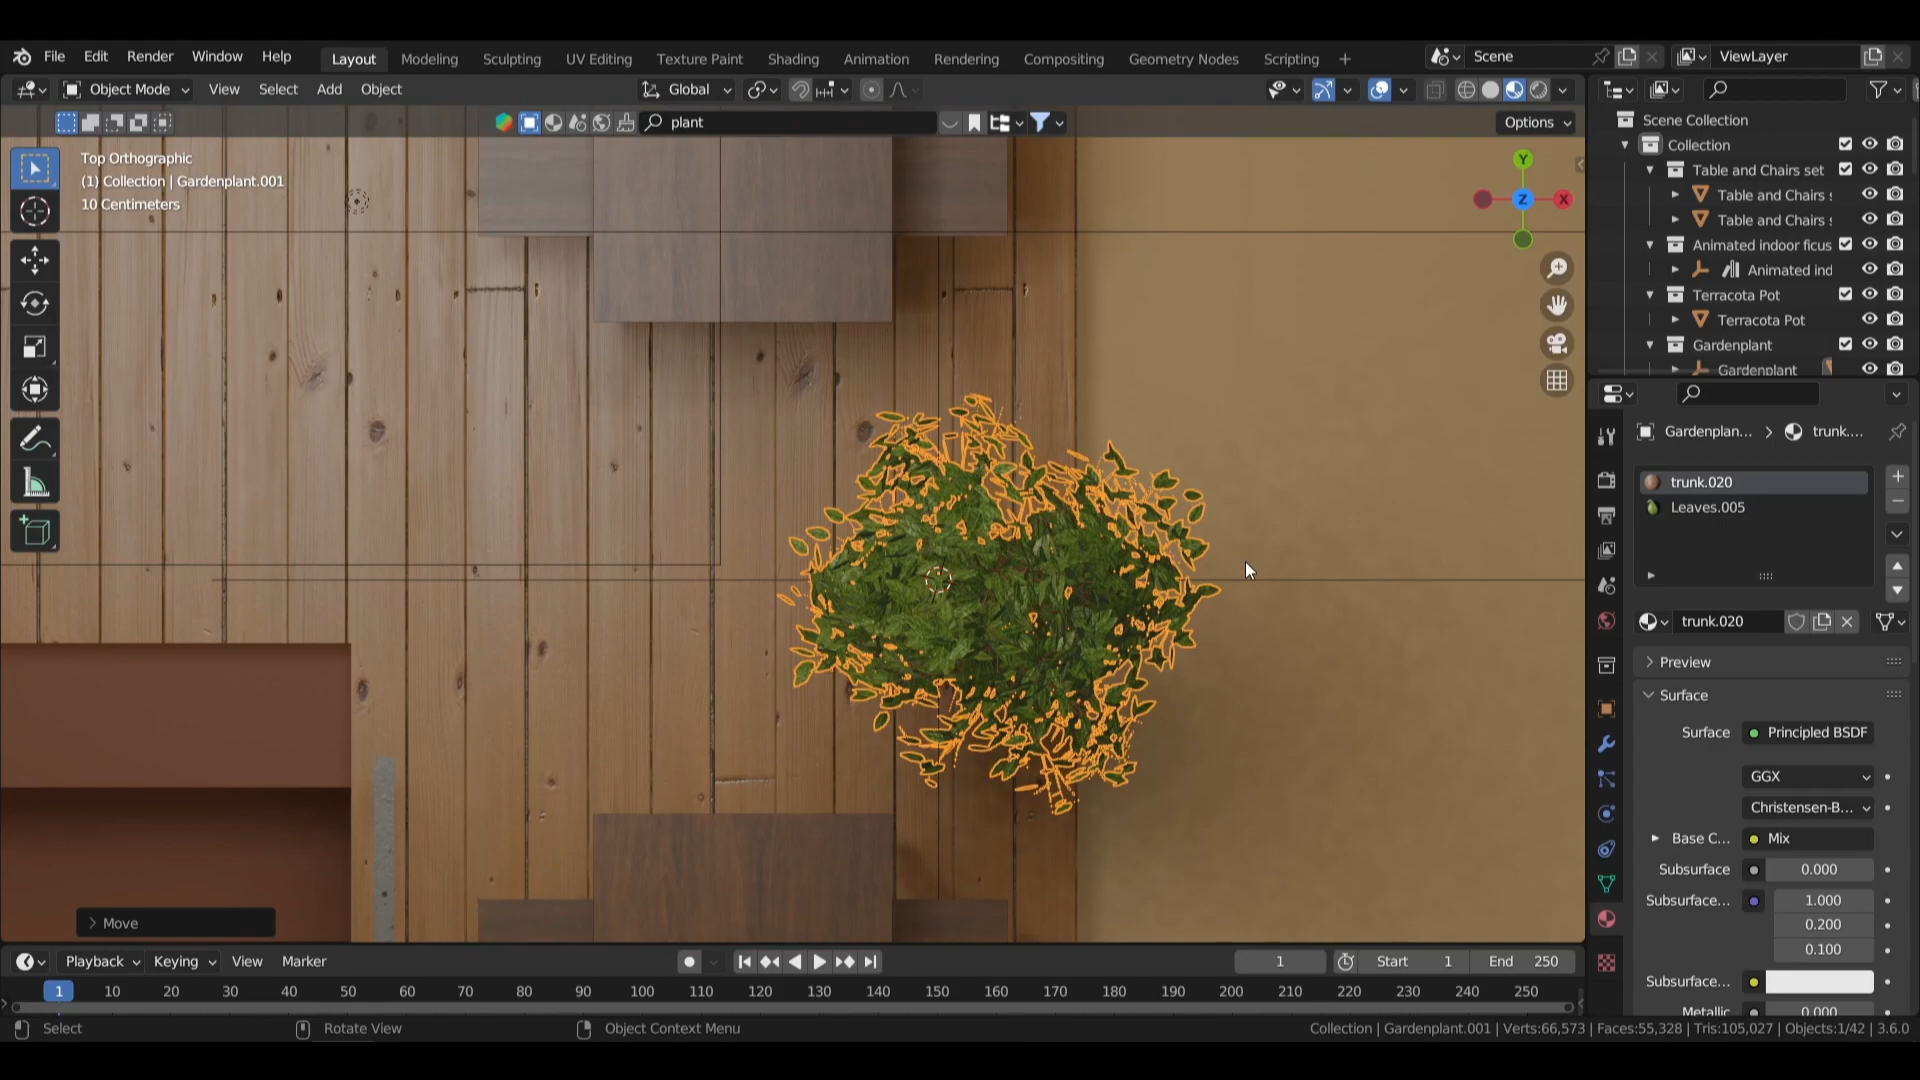 File Edit Render Window Help Layout Modeling Sculpting UV Editing Texture Paint Shading Animation Rendering Compositing Geometry Nodes Scripting + Scene ViewLayer
Object Mode View Select Add Object Global
plant Options
Top Orthographic
(1) Collection | Gardenplant.001
10 Centimeters
Y
Z
X
Move
Scene Collection
Collection
Table and Chairs set
Table and Chairs s
Table and Chairs s
Animated indoor ficus
Animated ind
Terracota Pot
Terracota Pot
Gardenplant
Gardenplant
Gardenplan... > trunk....
trunk.020
Leaves.005
trunk.020
Preview
Surface
Surface Principled BSDF
GGX
Christensen-B...
Base C... Mix
Subsurface 0.000
Subsurface... 1.000
0.200
0.100
Subsurface...
Metallic 0.000
Playback Keying View Marker 1 Start 1 End 250
1 10 20 30 40 50 60 70 80 90 100 110 120 130 140 150 160 170 180 190 200 210 220 230 240 250
Select Rotate View Object Context Menu Collection | Gardenplant.001 | Verts:66,573 | Faces:55,328 | Tris:105,027 | Objects:1/42 | 3.6.0